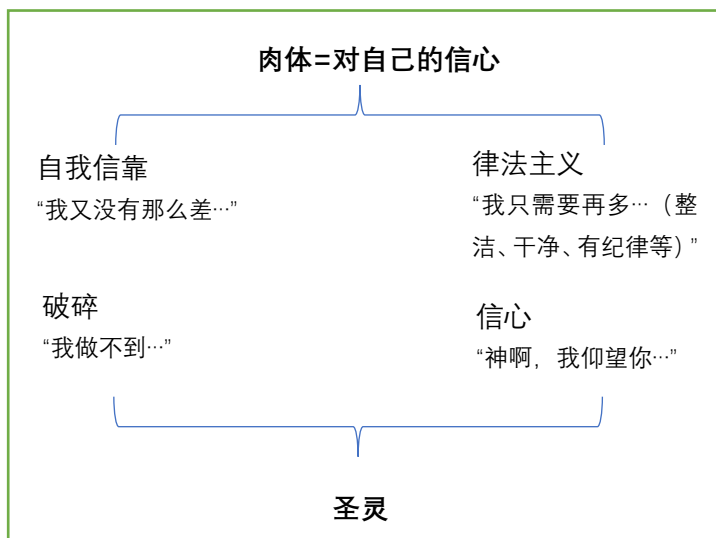 肉体=对自己的信心
自我信靠
“我又没有那么差…”
律法主义
“我只需要再多…（整
洁、干净、有纪律等）”
破碎
“我做不到…”
信心
“神啊，我仰望你…”
圣灵